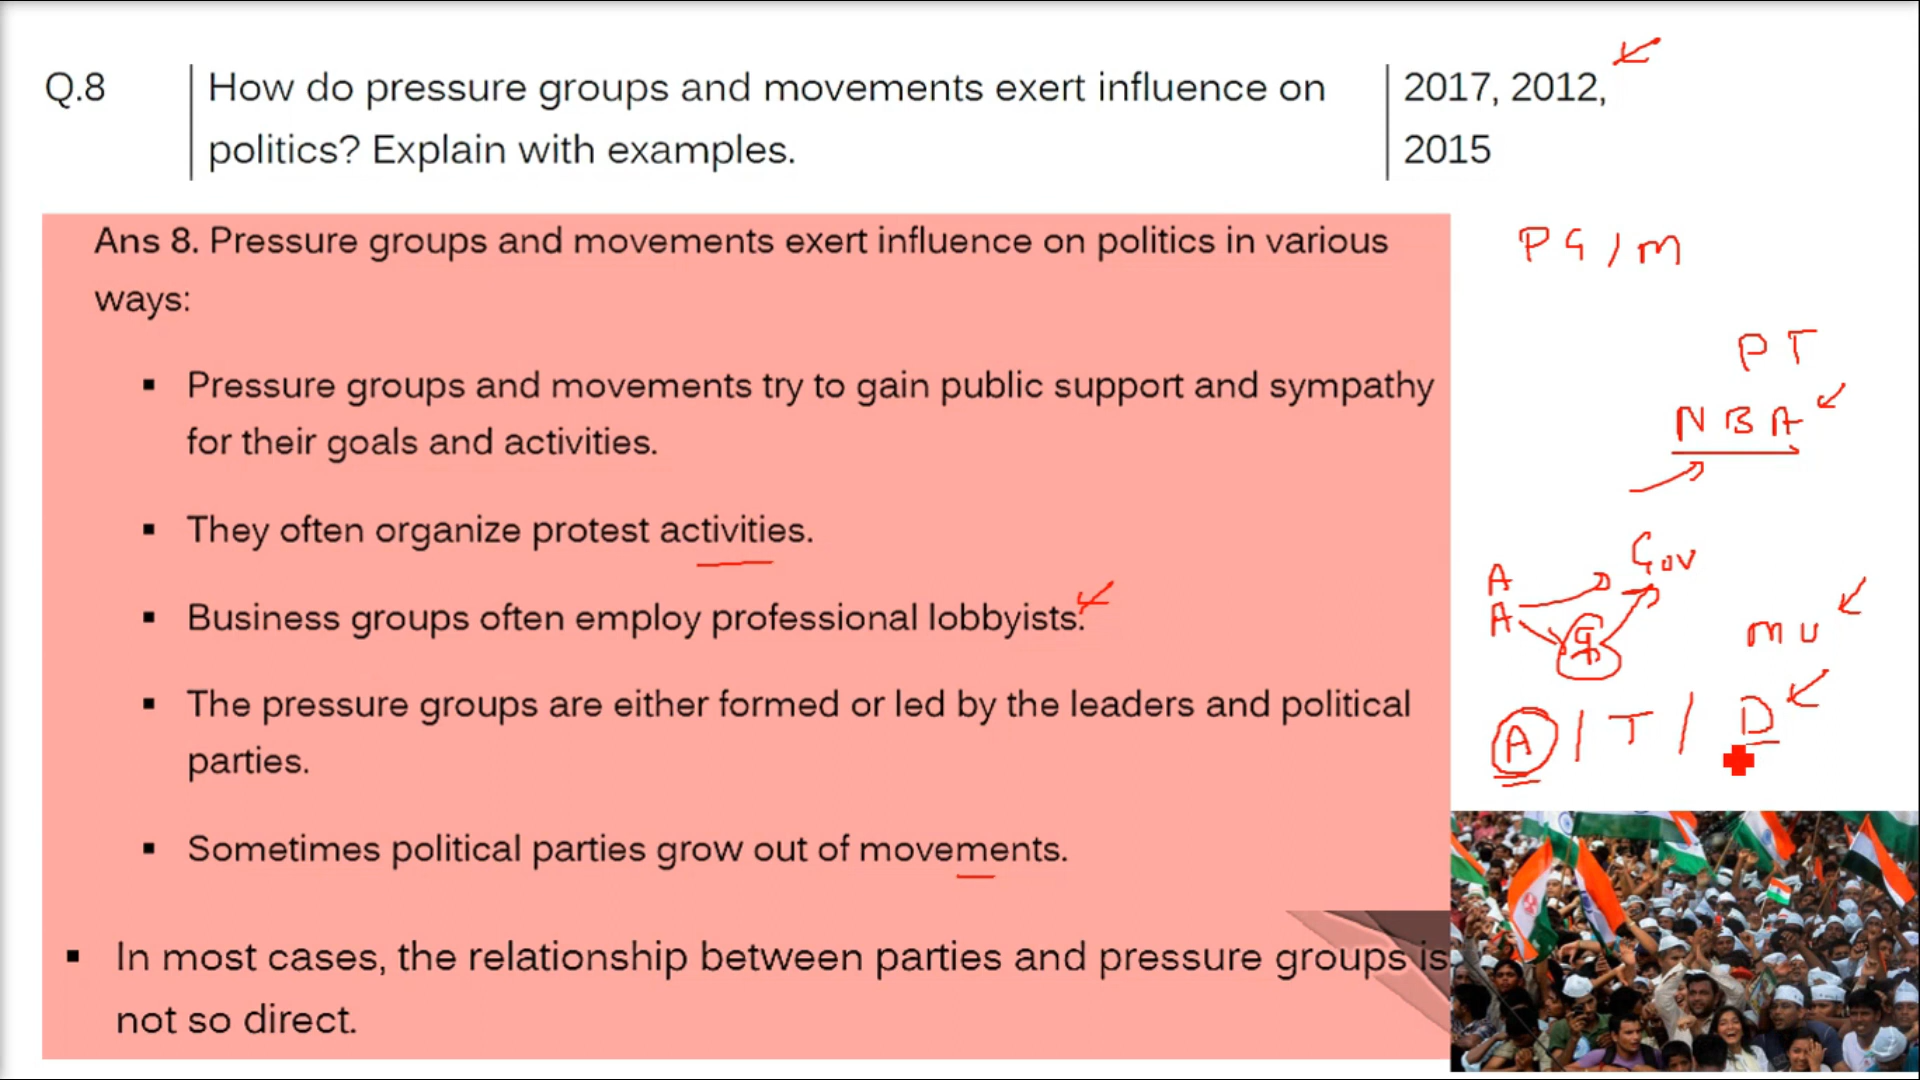 Q.8
How do pressure groups and movements exert influence on
politics? Explain with examples.
2017, 2012,
2015
Ans 8. Pressure groups and movements exert influence on politics in various
ways:
▪ Pressure groups and movements try to gain public support and sympathy
for their goals and activities.
▪ They often organize protest activities.
▪ Business groups often employ professional lobbyists.
▪ The pressure groups are either formed or led by the leaders and political
parties.
▪ Sometimes political parties grow out of movements.
▪ In most cases, the relationship between parties and pressure groups is
not so direct.
PG/M
PT
NBA
Gov
A
A
MU
A / T / D